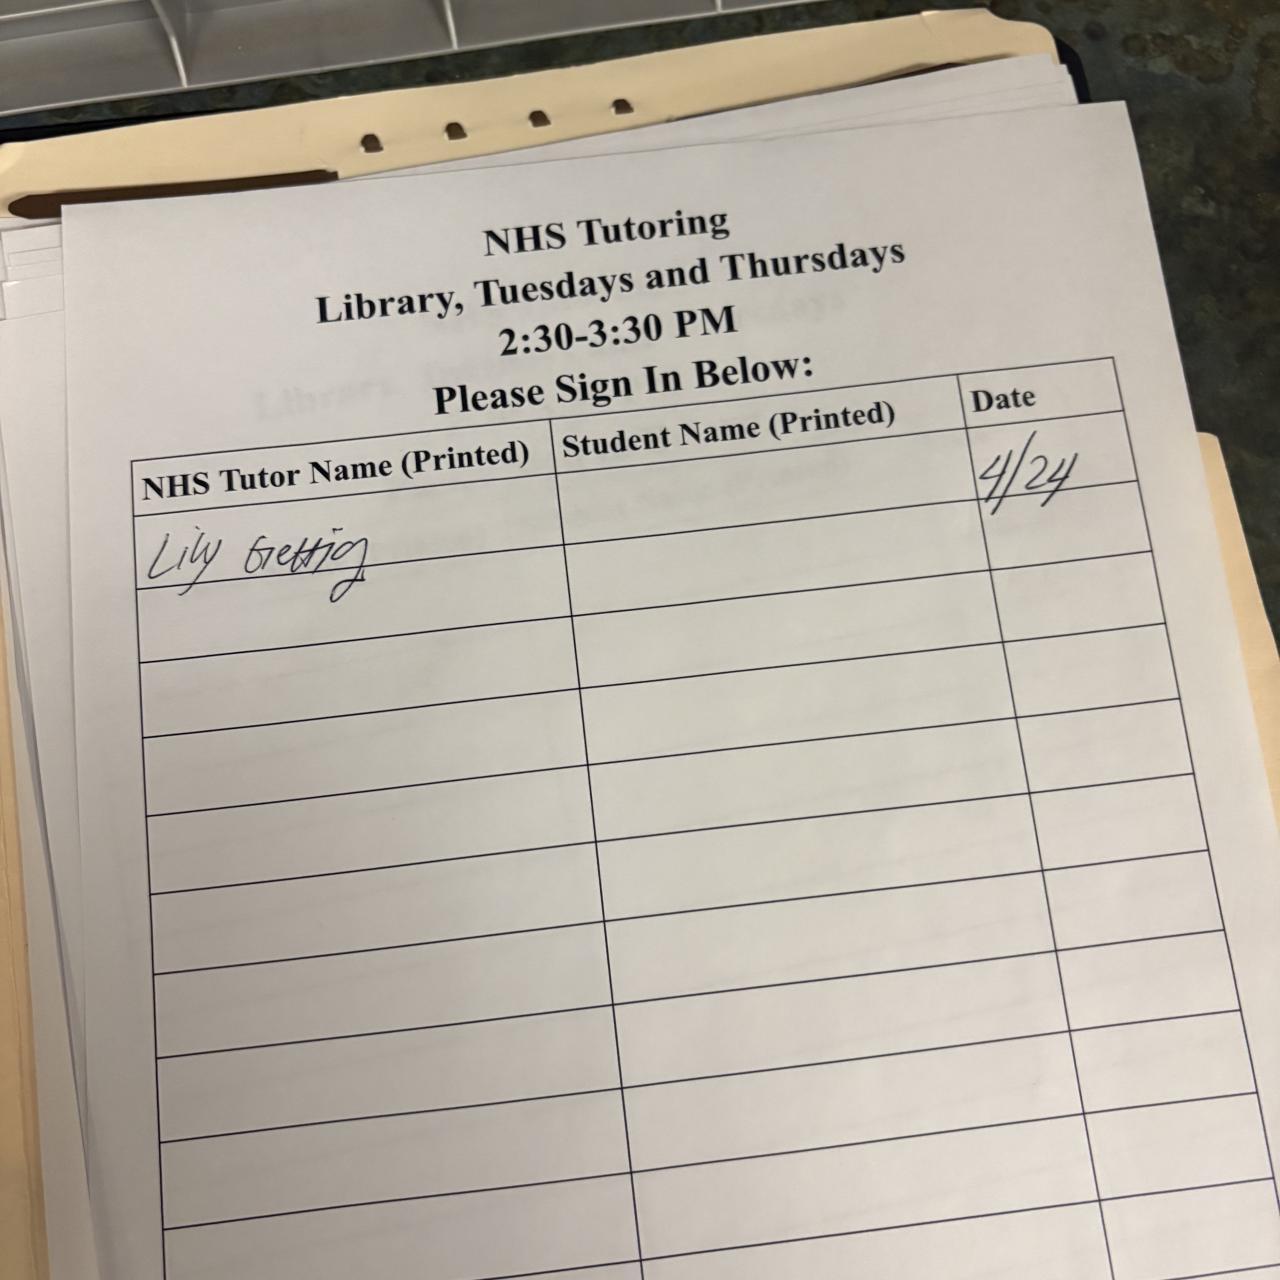 NHS Tutoring
Library, Tuesdays and Thursdays
2:30-3:30 PM
Please Sign In Below:
NHS Tutor Name (Printed) Student Name (Printed) Date
Lily Gettig 4/24